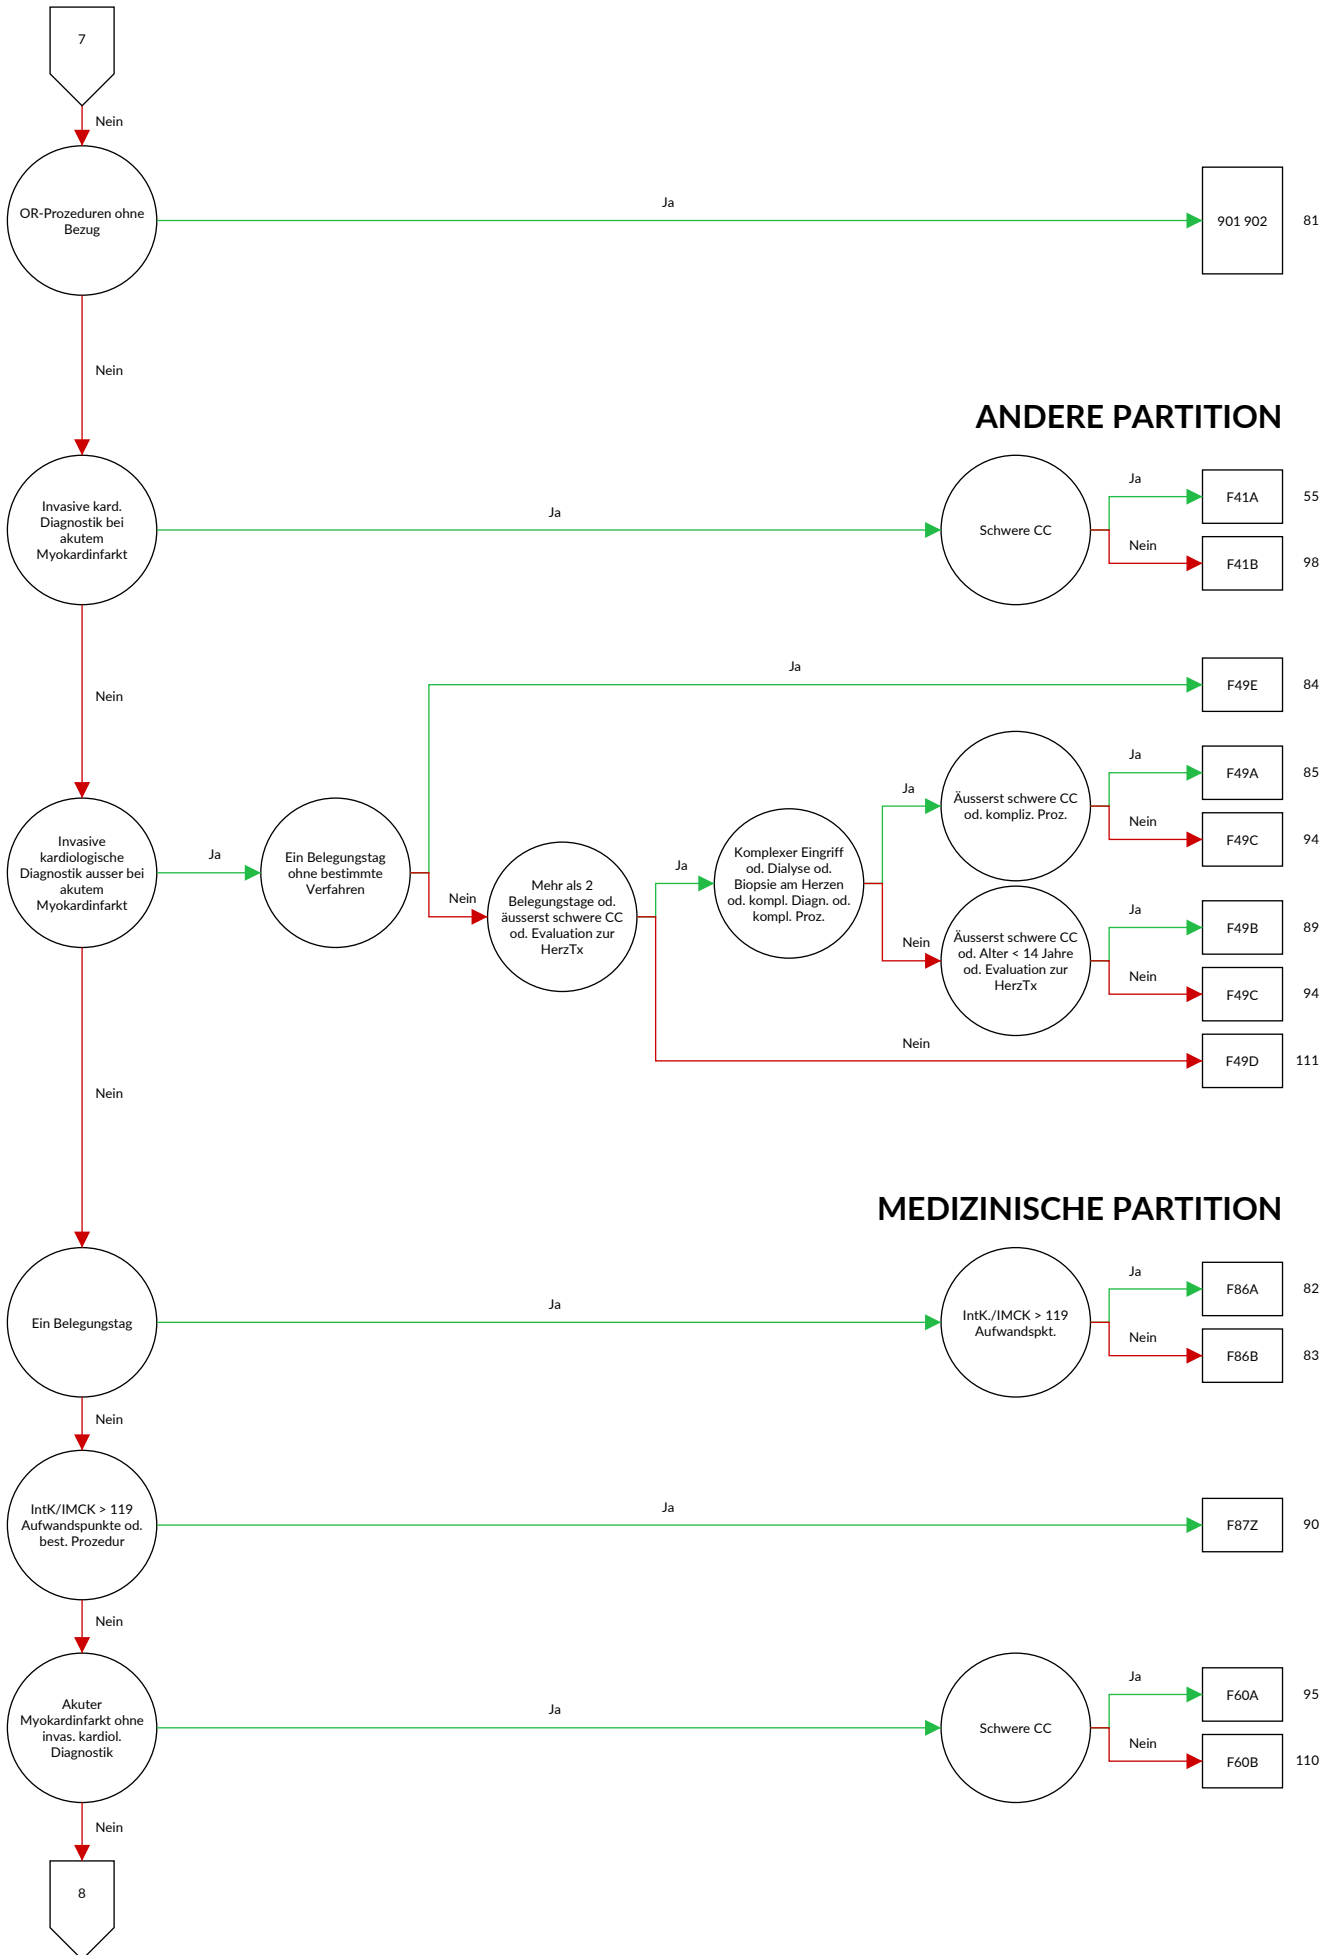 7
Nein
OR-Prozeduren ohne
Bezug
Ja
901 902
81
Nein
ANDERE PARTITION
Invasive kard.
Diagnostik bei
akutem
Myokardinfarkt
Ja
Schwere CC
Ja
F41A
55
Nein
F41B
98
Nein
Ja
F49E
84
Invasive
kardiologische
Diagnostik ausser bei
akutem
Myokardinfarkt
Ja
Ein Belegungstag
ohne bestimmte
Verfahren
Nein
Mehr als 2
Belegungstage od.
äusserst schwere CC
od. Evaluation zur
HerzTx
Ja
Komplexer Eingriff
od. Dialyse od.
Biopsie am Herzen
od. kompl. Diagn. od.
kompl. Proz.
Ja
Äusserst schwere CC
od. kompliz. Proz.
Ja
F49A
85
Nein
F49C
94
Nein
Äusserst schwere CC
od. Alter < 14 Jahre
od. Evaluation zur
HerzTx
Ja
F49B
89
Nein
F49C
94
Nein
F49D
111
Nein
MEDIZINISCHE PARTITION
Ein Belegungstag
Ja
IntK./IMCK > 119
Aufwandspkt.
Ja
F86A
82
Nein
F86B
83
Nein
IntK/IMCK > 119
Aufwandspunkte od.
best. Prozedur
Ja
F87Z
90
Nein
Akuter
Myokardinfarkt ohne
invas. kardiol.
Diagnostik
Ja
Schwere CC
Ja
F60A
95
Nein
F60B
110
Nein
8